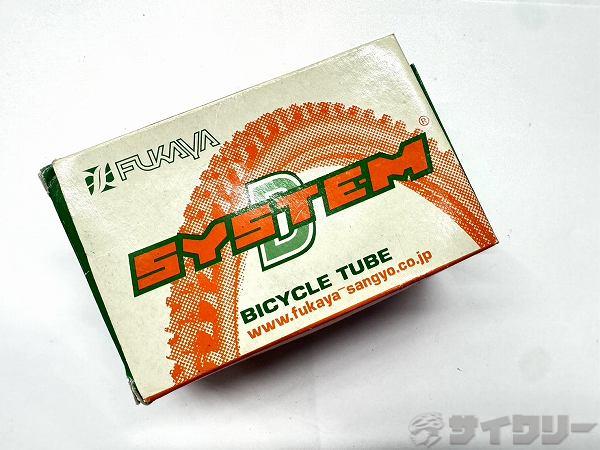 FUKAYA
SYSTEM
D
®
BICYCLE TUBE
www.fukaya-sangyo.co.jp
サイクリー